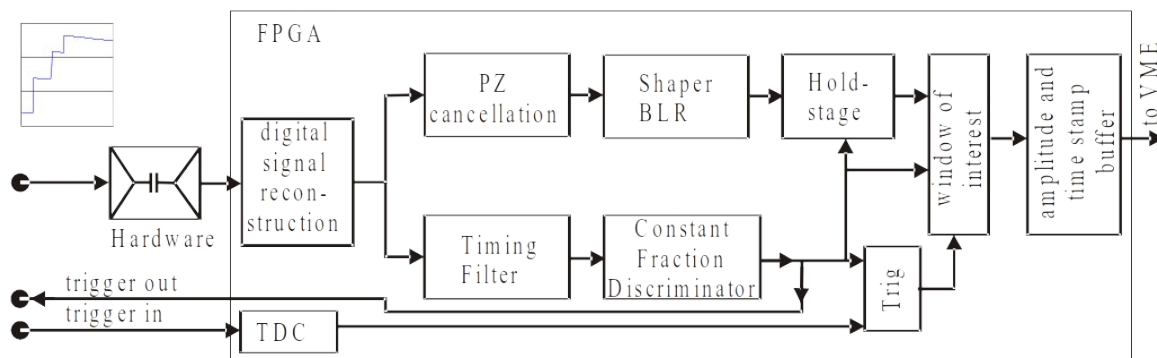 FPGA
PZ
cancellation
Shaper
BLR
Hold-
stage
window of
interest
amplitude and
time stamp
buffer
to VME
digital
signal
recon-
struction
Hardware
Timing
Filter
Constant
Fraction
Discriminator
Trig
trigger out
trigger in
TDC